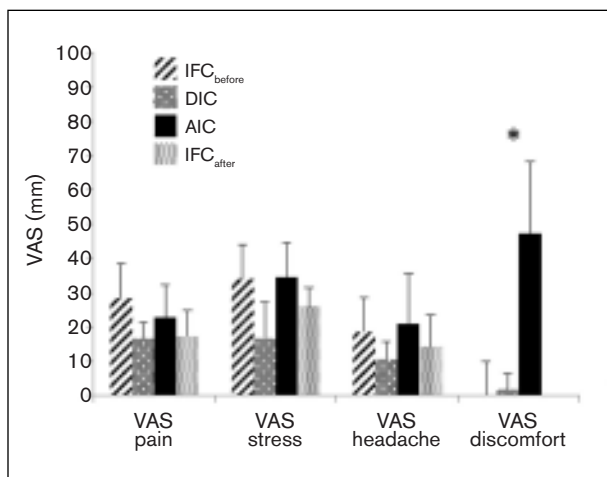 100
90
80
70
60
50
40
30
20
10
0
VAS (mm)
IFCbefore
DIC
AIC
IFCafter
*
VAS
pain
VAS
stress
VAS
headache
VAS
discomfort